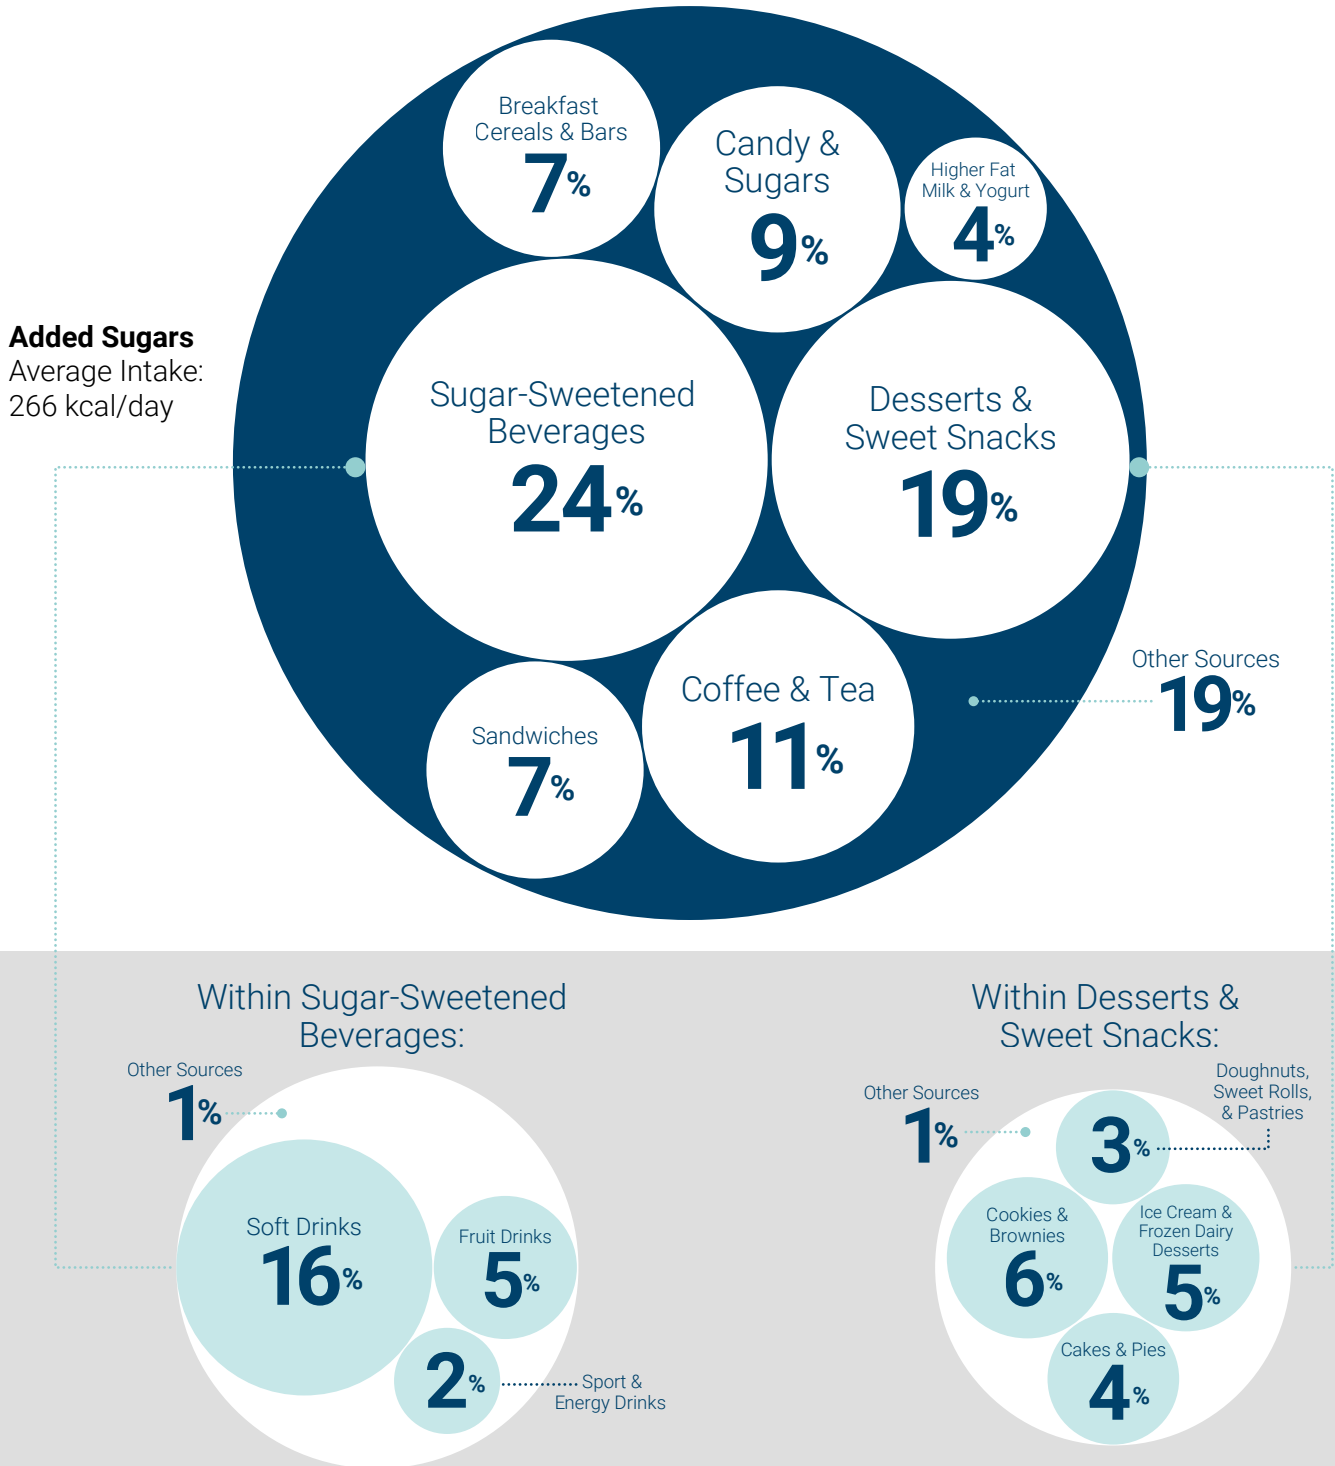 Breakfast
Cereals & Bars
7%
Candy &
Sugars
9%
Higher Fat
Milk & Yogurt
4%
Added Sugars
Average Intake:
266 kcal/day
Sugar-Sweetened
Beverages
24%
Desserts &
Sweet Snacks
19%
Other Sources
19%
Coffee & Tea
11%
Sandwiches
7%
Within Sugar-Sweetened
Beverages:
Other Sources
1%
Soft Drinks
16%
Fruit Drinks
5%
2%
Sport &
Energy Drinks
Within Desserts &
Sweet Snacks:
Other Sources
1%
Doughnuts,
Sweet Rolls,
& Pastries
3%
Cookies &
Brownies
6%
Ice Cream &
Frozen Dairy
Desserts
5%
Cakes & Pies
4%